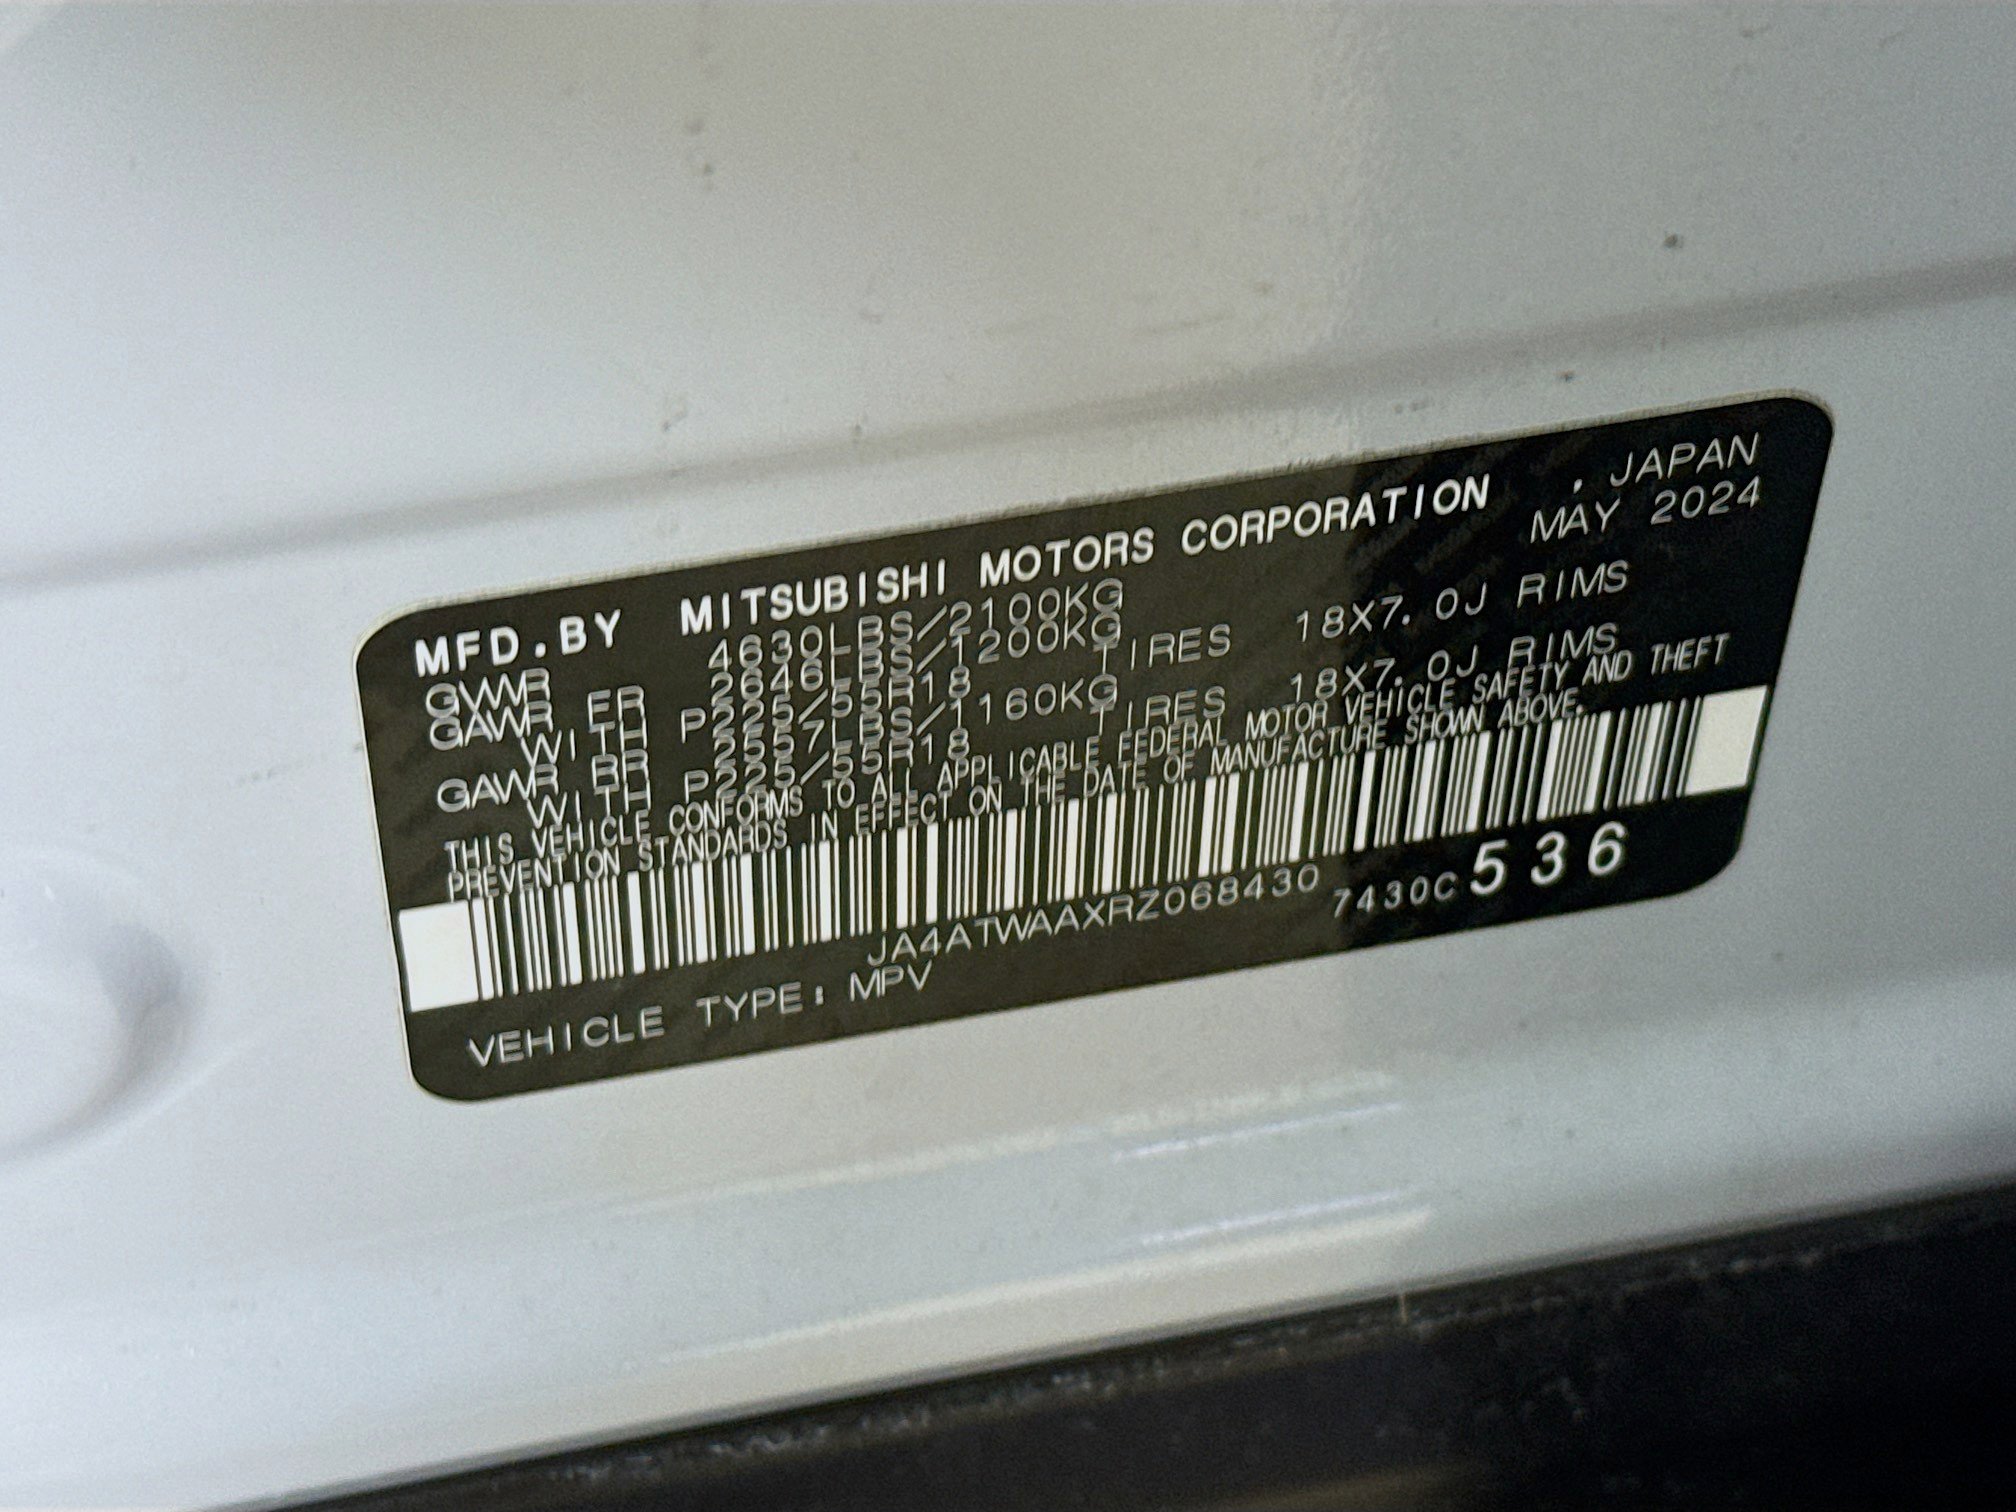 MFD.BY MITSUBISHI MOTORS CORPORATION , JAPAN
MAY 2024
GVWR 4630LBS/2100KG
GAWR FR 2646LBS/1200KG
WITH P225/55R18 TIRES 18X7.0J RIMS
GAWR RR 2557LBS/1160KG
WITH P225/55R18 TIRES 18X7.0J RIMS
THIS VEHICLE CONFORMS TO ALL APPLICABLE FEDERAL MOTOR VEHICLE SAFETY AND THEFT
PREVENTION STANDARDS IN EFFECT ON THE DATE OF MANUFACTURE SHOWN ABOVE.
JA4ATWAAXRZ068430 7430C 536
VEHICLE TYPE: MPV